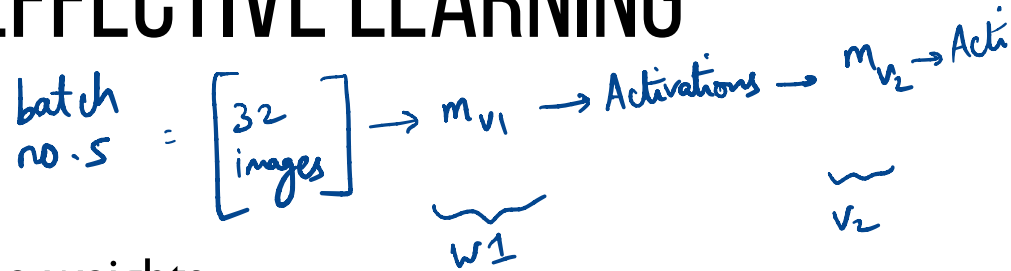 EFFECTIVE LEARNING
batch no.5 = [32 images] → m_v1 → Activations → m_v2 → Acti
w1
v2